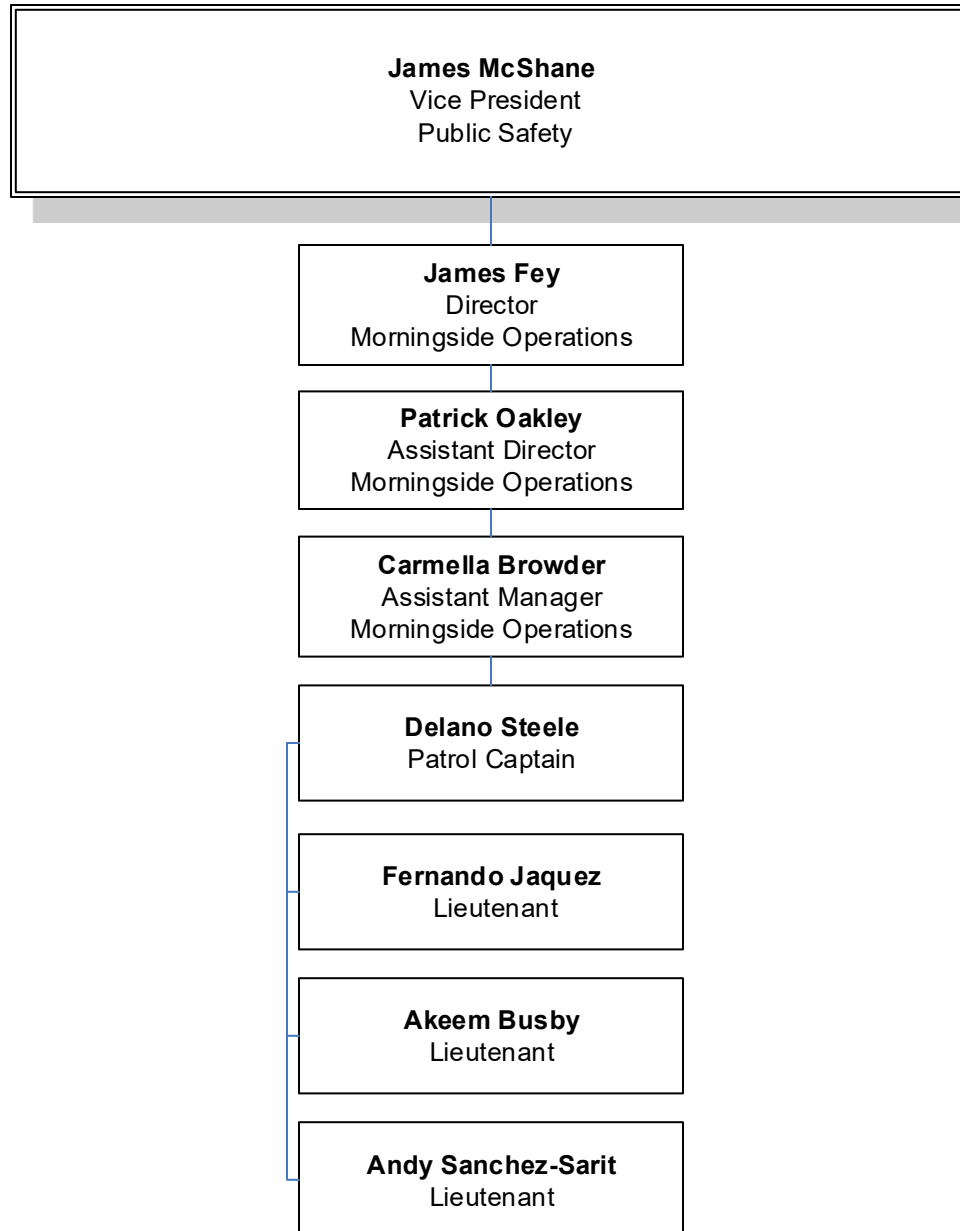 James McShane
Vice President
Public Safety
James Fey
Director
Morningside Operations
Patrick Oakley
Assistant Director
Morningside Operations
Carmella Browder
Assistant Manager
Morningside Operations
Delano Steele
Patrol Captain
Fernando Jaquez
Lieutenant
Akeem Busby
Lieutenant
Andy Sanchez-Sarit
Lieutenant